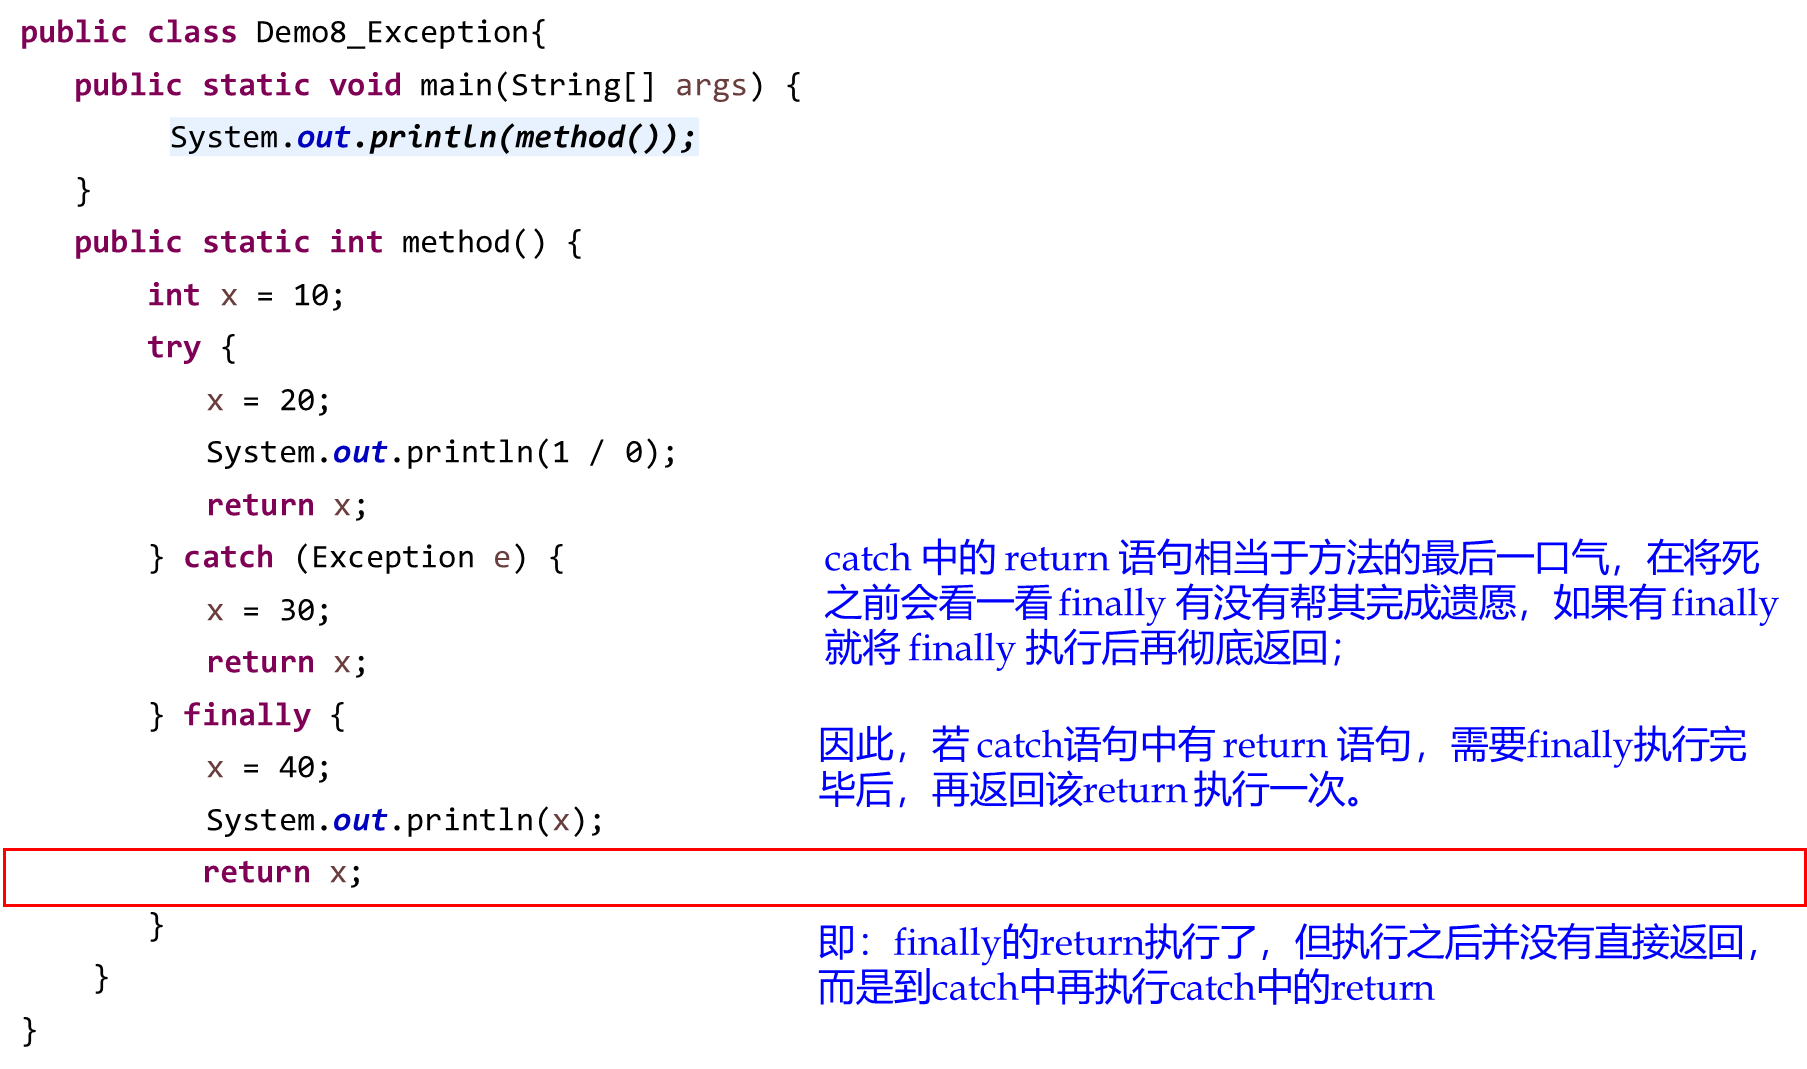 public class Demo8_Exception{
public static void main(String[] args) {
System.out.println(method());
}
public static int method() {
int x = 10;
try {
x = 20;
System.out.println(1 / 0);
return x;
} catch (Exception e) {
x = 30;
return x;
} finally {
x = 40;
System.out.println(x);
return x;
}
}
}
catch 中的 return 语句相当于方法的最后一口气，在将死
之前会看一看 finally 有没有帮其完成遗愿，如果有 finally
就将 finally 执行后再彻底返回；
因此，若 catch语句中有 return 语句，需要finally执行完
毕后，再返回该return 执行一次。
即：finally的return执行了，但执行之后并没有直接返回，
而是到catch中再执行catch中的return